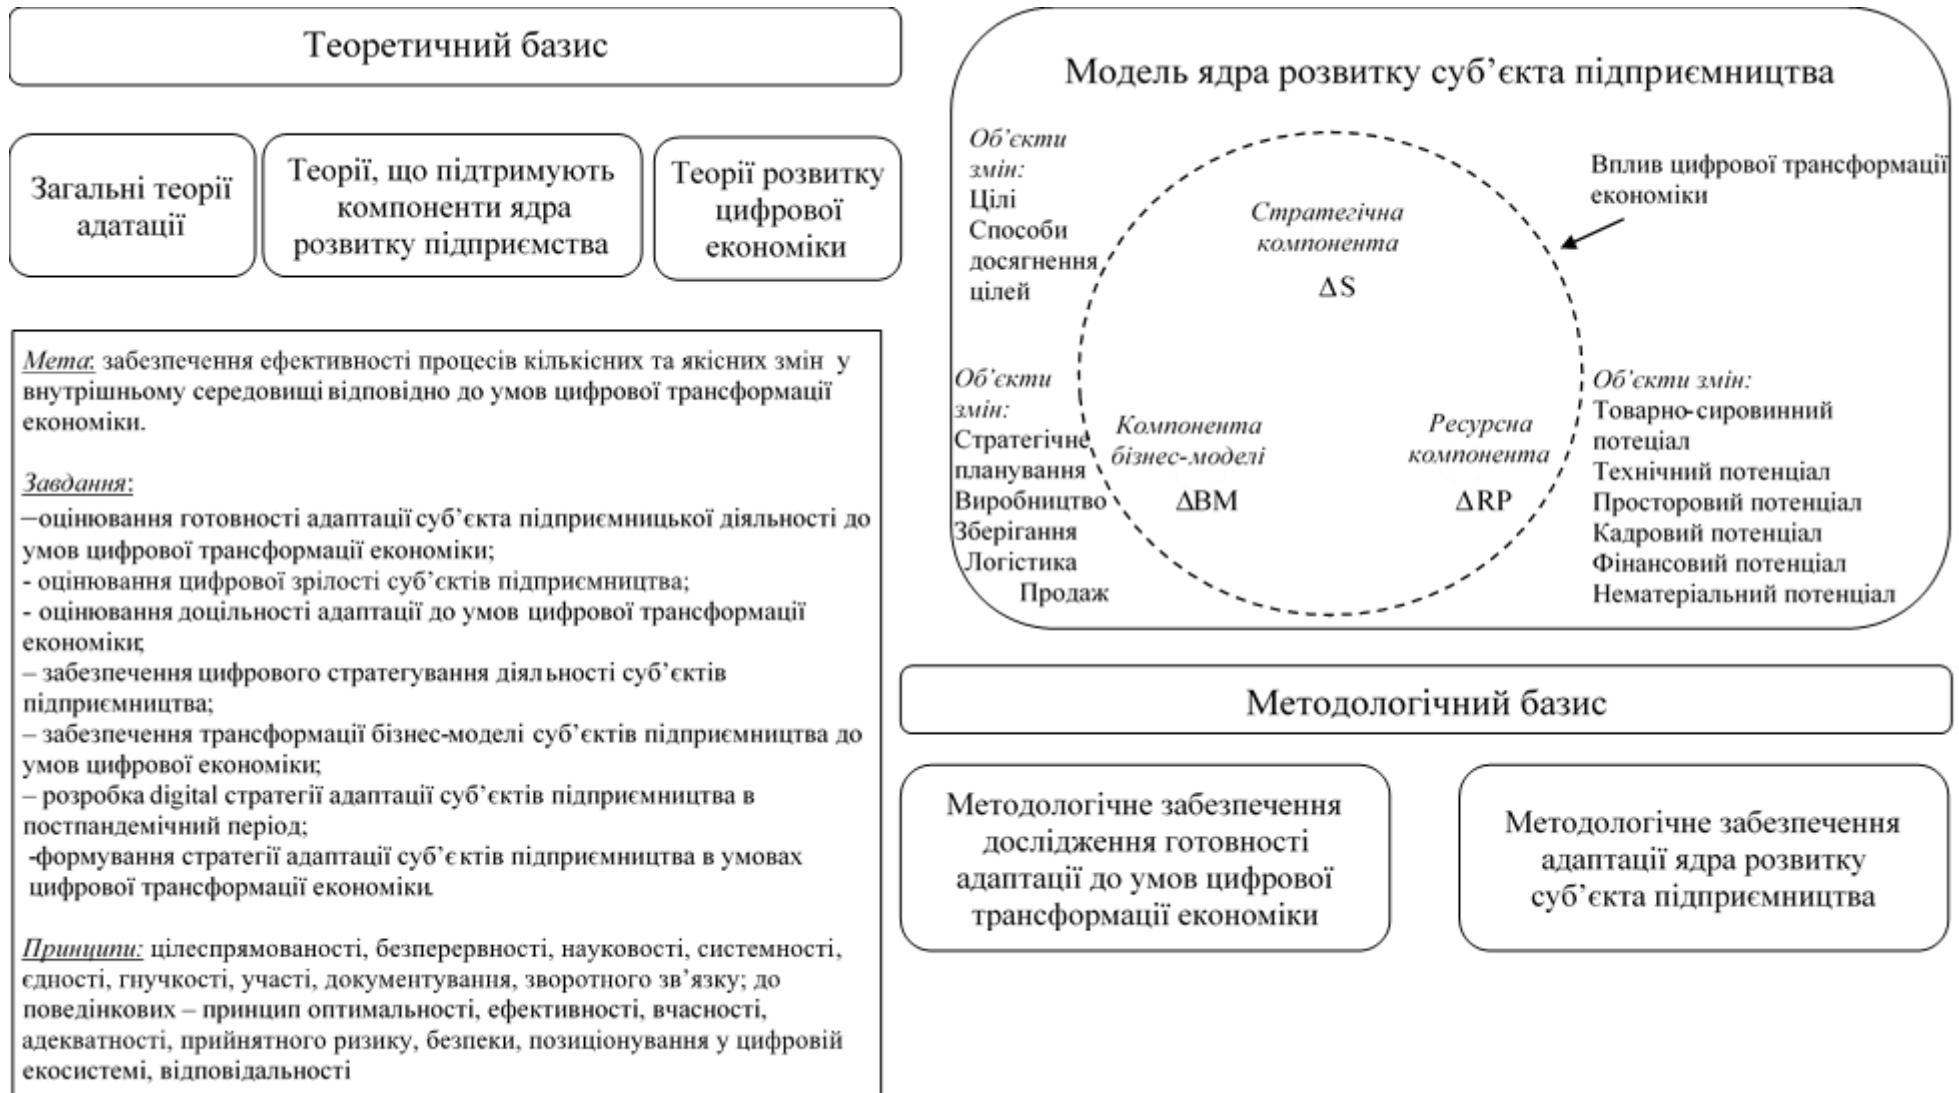 Теоретичний базис
Загальні теорії
адатації
Теорії, що підтримують
компоненти ядра
розвитку підприємства
Теорії розвитку
цифрової
економіки
Мета: забезпечення ефективності процесів кількісних та якісних змін у
внутрішньому середовищі відповідно до умов цифрової трансформації
економіки.
Завдання:
–оцінювання готовності адаптації суб’єкта підприємницької діяльності до
умов цифрової трансформації економіки;
- оцінювання цифрової зрілості суб’єктів підприємництва;
- оцінювання доцільності адаптації до умов цифрової трансформації
економіки;
– забезпечення цифрового стратегування діяльності суб’єктів
підприємництва;
– забезпечення трансформації бізнес-моделі суб’єктів підприємництва до
умов цифрової економіки;
– розробка digital стратегії адаптації суб’єктів підприємництва в
постпандемічний період;
-формування стратегії адаптації суб’єктів підприємництва в умовах
цифрової трансформації економіки.
Принципи: цілеспрямованості, безперервності, науковості, системності,
єдності, гнучкості, участі, документування, зворотного зв’язку; до
поведінкових – принцип оптимальності, ефективності, вчасності,
адекватності, прийнятного ризику, безпеки, позиціонування у цифровій
екосистемі, відповідальності
Модель ядра розвитку суб’єкта підприємництва
Об’єкти
змін:
Цілі
Способи
досягнення
цілей
Стратегічна
компонента
ΔS
Вплив цифрової трансформації
економіки
Об’єкти
змін:
Стратегічне
планування
Виробництво
Зберігання
Логістика
Продаж
Компонента
бізнес-моделі
ΔBM
Ресурсна
компонента
ΔRP
Об’єкти змін:
Товарно-сировинний
потеціал
Технічний потенціал
Просторовий потенціал
Кадровий потенціал
Фінансовий потенціал
Нематеріальний потенціал
Методологічний базис
Методологічне забезпечення
дослідження готовності
адаптації до умов цифрової
трансформації економіки
Методологічне забезпечення
адаптації ядра розвитку
суб’єкта підприємництва